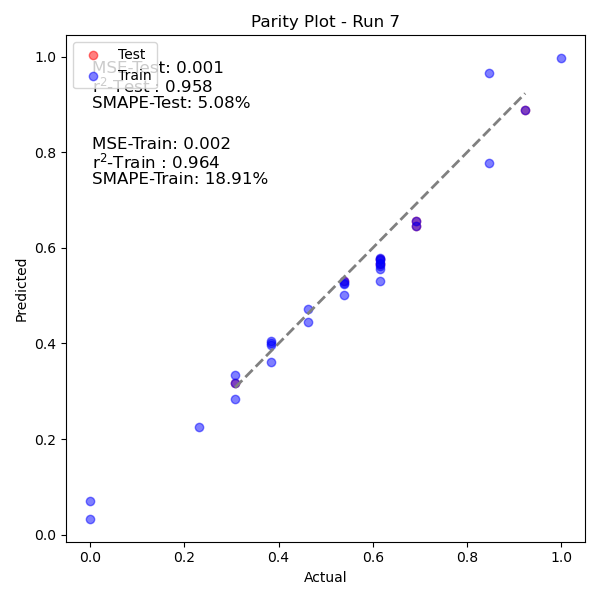 Parity Plot - Run 7
Test
Train
MSE-Test: 0.001
r²-Test : 0.958
SMAPE-Test: 5.08%
MSE-Train: 0.002
r²-Train : 0.964
SMAPE-Train: 18.91%
1.0
0.8
0.6
0.4
0.2
0.0
Predicted
0.0 0.2 0.4 0.6 0.8 1.0
Actual